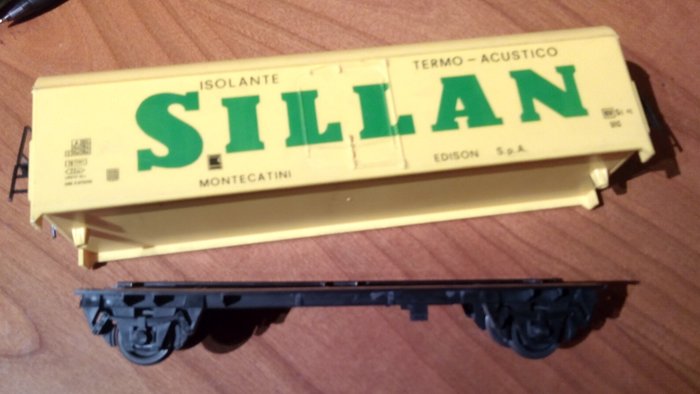 ISOLANTE TERMO-ACUSTICO
SILLAN
MONTECATINI EDISON S.p.A.